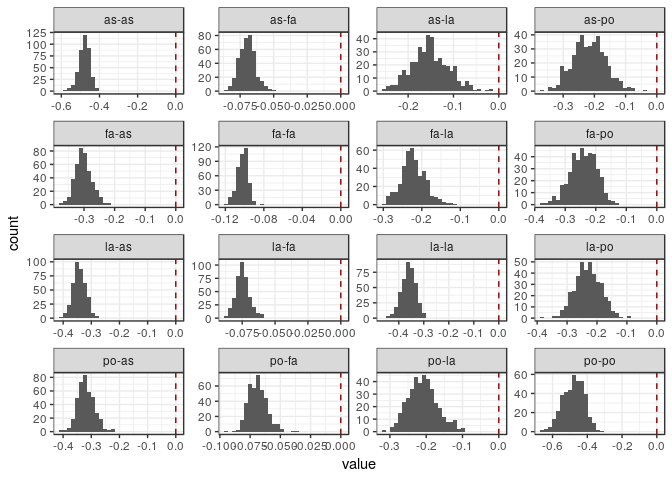 as-as as-fa as-la as-po
125 100 75 50 25 0 80 60 40 20 0 40 30 20 10 0 40 30 20 10 0
-0.6 -0.4 -0.2 0.0 -0.075 -0.050 -0.025 0.000 -0.2 -0.1 0.0 -0.3 -0.2 -0.1 0.0
fa-as fa-fa fa-la fa-po
80 60 40 20 0 120 90 60 30 0 60 40 20 0 40 30 20 10 0
-0.3 -0.2 -0.1 0.0 -0.12 -0.08 -0.04 0.00 -0.3 -0.2 -0.1 0.0 -0.4 -0.3 -0.2 -0.1 0.0
count
la-as la-fa la-la la-po
100 75 50 25 0 100 75 50 25 0 75 50 25 0 50 40 30 20 10 0
-0.4 -0.3 -0.2 -0.1 0.0 -0.075 -0.050 -0.025 0.000 -0.4 -0.3 -0.2 -0.1 0.0 -0.4 -0.3 -0.2 -0.1 0.0
po-as po-fa po-la po-po
80 60 40 20 0 60 40 20 0 40 30 20 10 0 60 40 20 0
-0.4 -0.3 -0.2 -0.1 0.0 -0.100 -0.075 -0.050 -0.025 0.000 -0.3 -0.2 -0.1 0.0 -0.6 -0.4 -0.2 0.0
value